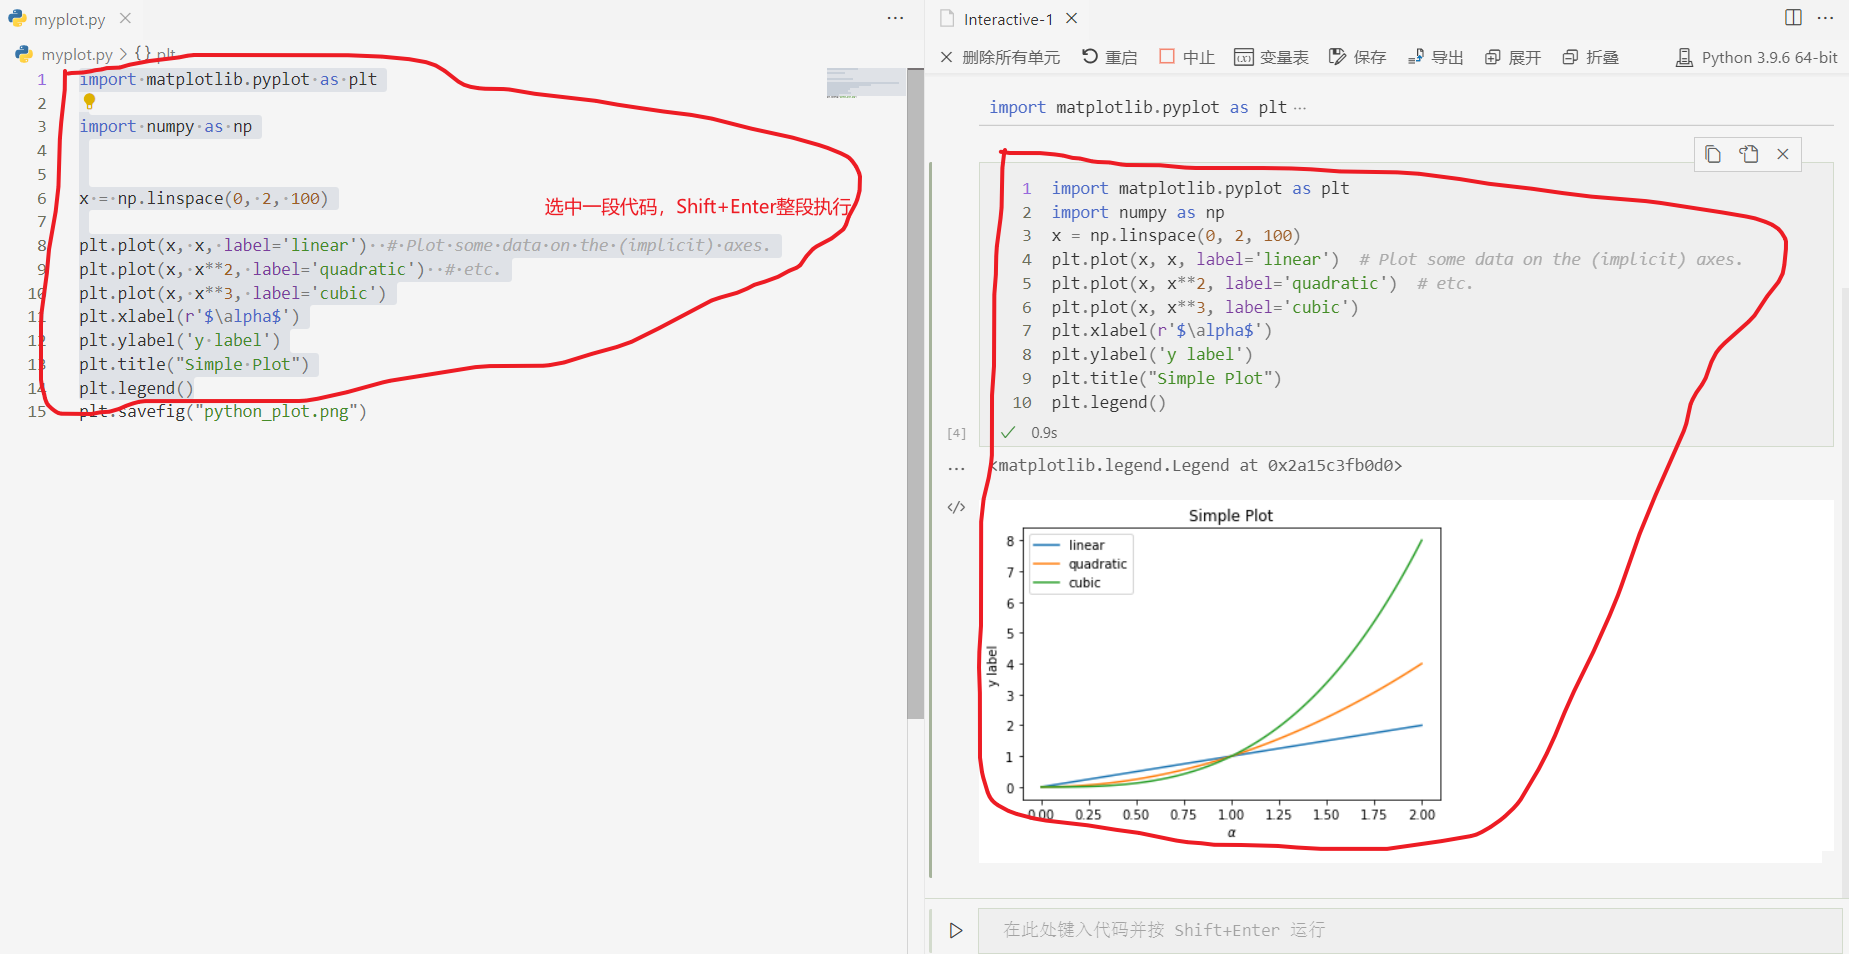 myplot.py
myplot.py > {} plt
1 import matplotlib.pyplot as plt
2
3 import numpy as np
4
5
6 x = np.linspace(0, 2, 100)
7
8 plt.plot(x, x, label='linear')  # Plot some data on the (implicit) axes.
9 plt.plot(x, x**2, label='quadratic')  # etc.
10 plt.plot(x, x**3, label='cubic')
11 plt.xlabel(r'$\alpha$')
12 plt.ylabel('y label')
13 plt.title("Simple Plot")
14 plt.legend()
15 plt.savefig("python_plot.png")
选中一段代码，Shift+Enter整段执行
Interactive-1
删除所有单元 重启 中止 变量表 保存 导出 展开 折叠 Python 3.9.6 64-bit
import matplotlib.pyplot as plt ...
1 import matplotlib.pyplot as plt
2 import numpy as np
3 x = np.linspace(0, 2, 100)
4 plt.plot(x, x, label='linear')  # Plot some data on the (implicit) axes.
5 plt.plot(x, x**2, label='quadratic')  # etc.
6 plt.plot(x, x**3, label='cubic')
7 plt.xlabel(r'$\alpha$')
8 plt.ylabel('y label')
9 plt.title("Simple Plot")
10 plt.legend()
[4] ✓ 0.9s
<matplotlib.legend.Legend at 0x2a15c3fb0d0>
Simple Plot
linear
quadratic
cubic
8
7
6
5
4
3
2
1
0
y label
0.00 0.25 0.50 0.75 1.00 1.25 1.50 1.75 2.00
α
在此处键入代码并按 Shift+Enter 运行